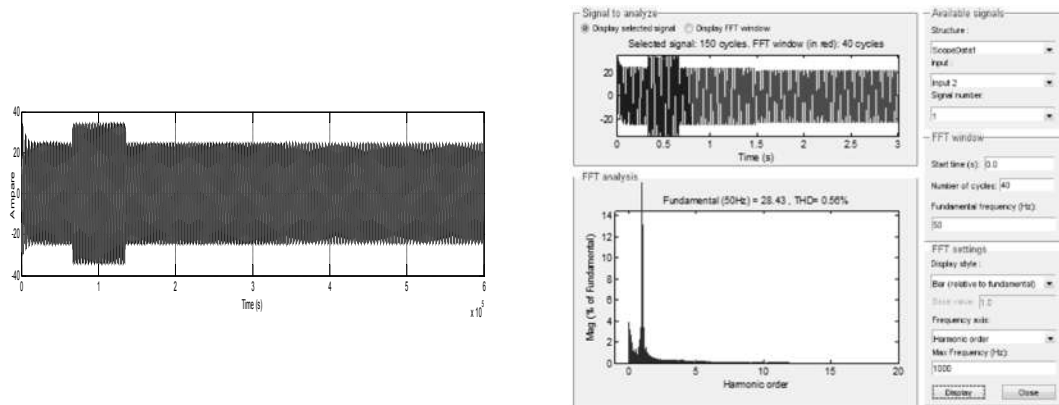 40
20
0
-20
-40
Ampare
0 1 2 3 4 5 6
Time (s)
x 10
Signal to analyze
Display selected signal Display FFT window
Selected signal: 150 cycles. FFT window (in red): 40 cycles
20
0
-20
0 0.5 1 1.5 2 2.5 3
Time (s)
FFT analysis
Fundamental (50Hz) = 28.43 , THD= 0.56%
14
12
10
8
6
4
2
0
Mag (% of Fundamental)
0 5 10 15 20
Harmonic order
Available signals
Structure :
ScopeData1
Input :
input 2
Signal number:
1
FFT window
Start time (s): 0.0
Number of cycles: 40
Fundamental frequency (Hz):
50
FFT settings
Display style :
Bar (relative to fundamental)
Base value: 1.0
Frequency axis:
Harmonic order
Max Frequency (Hz):
1000
Display Close